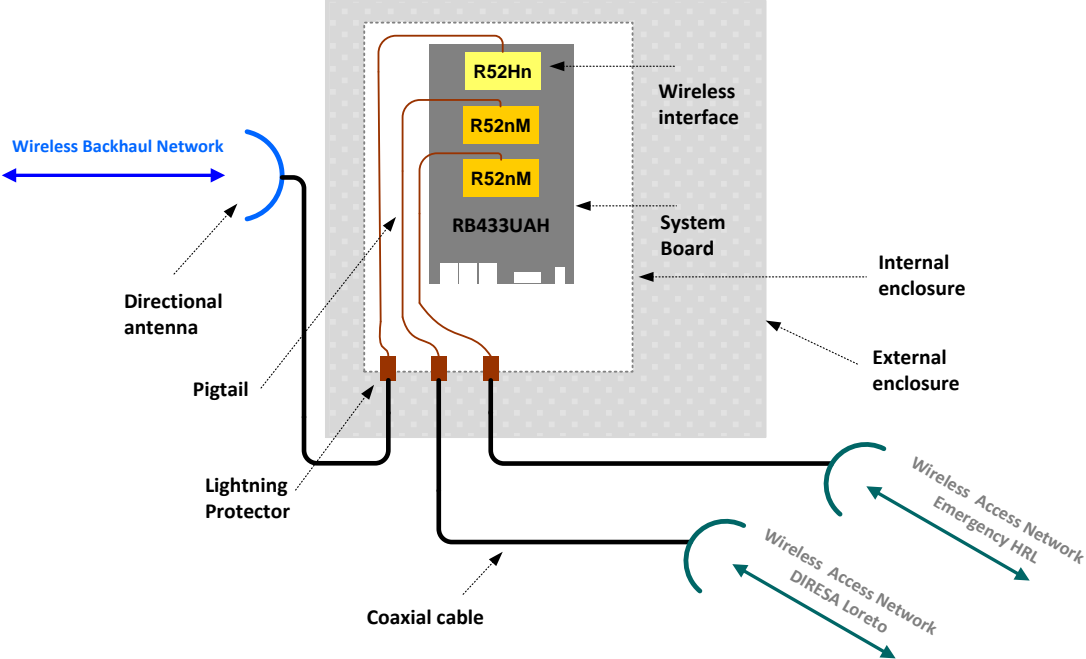 R52Hn
Wireless
interface
R52nM
Wireless Backhaul Network
R52nM
RB433UAH
System
Board
Internal
enclosure
Directional
antenna
External
enclosure
Pigtail
Lightning
Protector
Wireless Access Network
Emergency HRL
Wireless Access Network
DIRESA Loreto
Coaxial cable